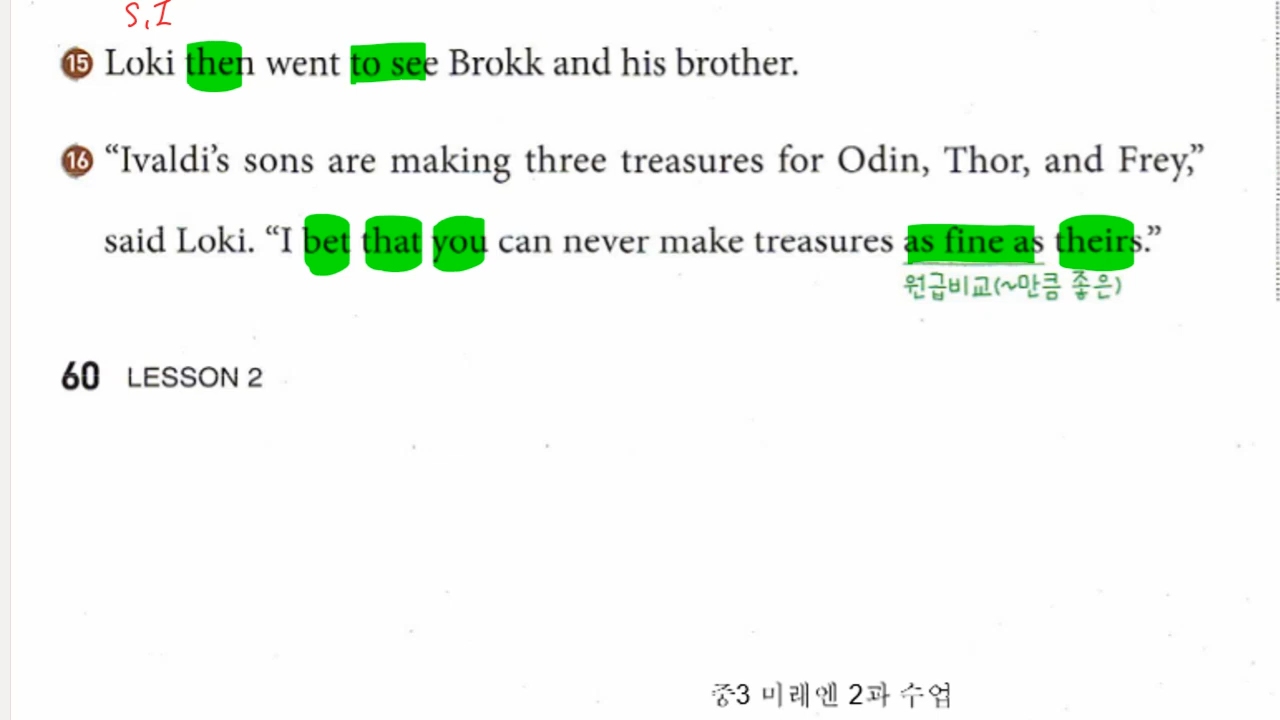 S, I
15 Loki then went to see Brokk and his brother.
16 “Ivaldi’s sons are making three treasures for Odin, Thor, and Frey,”
said Loki. “I bet that you can never make treasures as fine as theirs.”
원급비교(~만큼 좋은)
60 LESSON 2
중3 미레엔 2과 수업